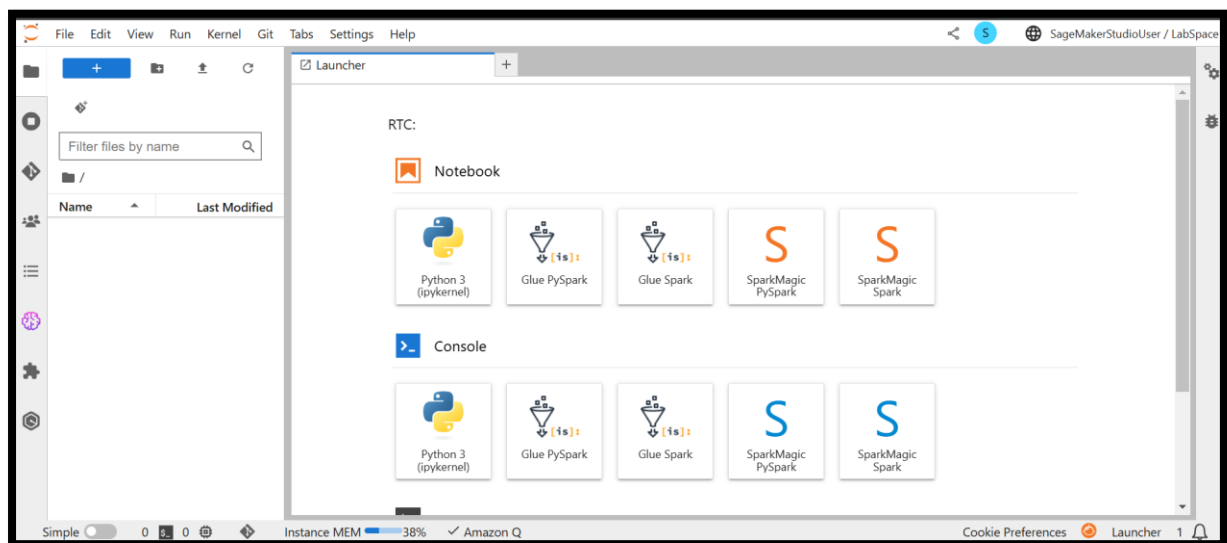 File Edit View Run Kernel Git Tabs Settings Help
S
SageMakerStudioUser / LabSpace
+
Launcher
+
Filter files by name
/
Name Last Modified
RTC:
Notebook
Python 3
(ipykernel)
[is]:
Glue PySpark
[is]:
Glue Spark
S
SparkMagic
PySpark
S
SparkMagic
Spark
>_ Console
Python 3
(ipykernel)
[is]:
Glue PySpark
[is]:
Glue Spark
S
SparkMagic
PySpark
S
SparkMagic
Spark
Simple 0 0 Instance MEM 38% ✓ Amazon Q Cookie Preferences Launcher 1